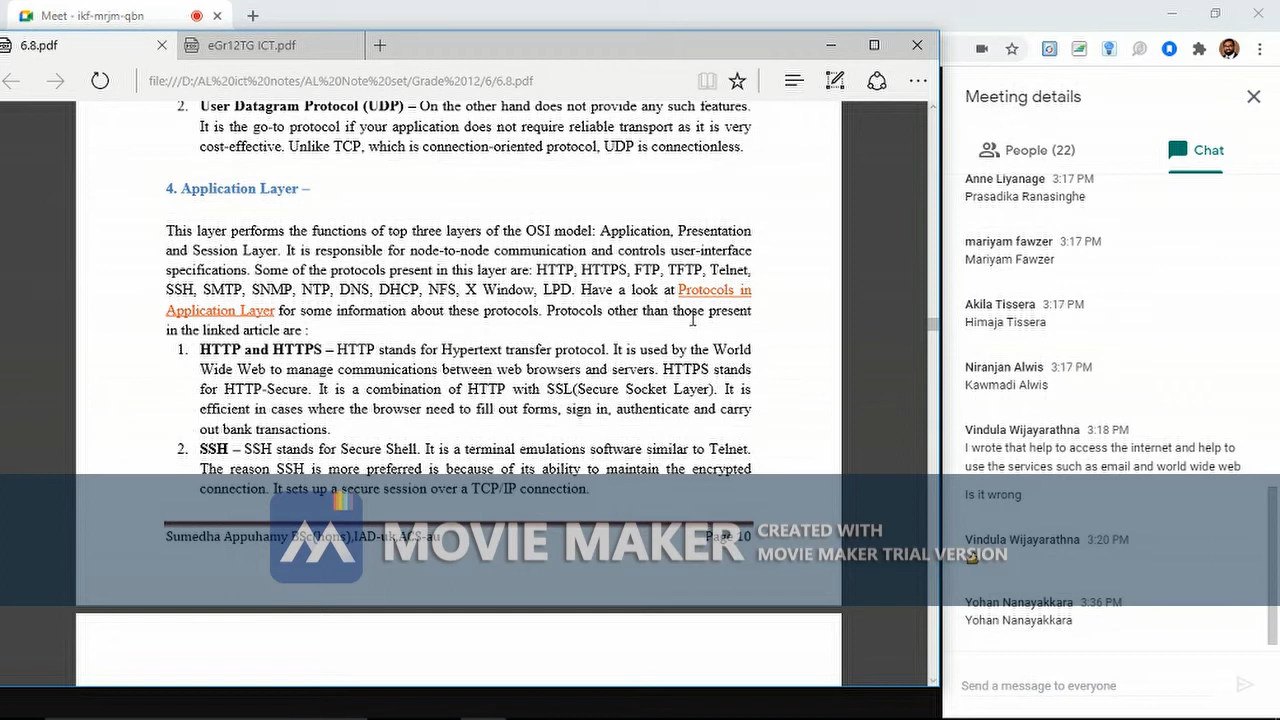 Meet - ikf-mrjm-qbn
6.8.pdf
eGr12TG ICT.pdf
file:///D:/AL%20ict%20notes/AL%20Note%20set/Grade%2012/6/6.8.pdf
2. User Datagram Protocol (UDP) – On the other hand does not provide any such features.
It is the go-to protocol if your application does not require reliable transport as it is very
cost-effective. Unlike TCP, which is connection-oriented protocol, UDP is connectionless.
4. Application Layer –
This layer performs the functions of top three layers of the OSI model: Application, Presentation
and Session Layer. It is responsible for node-to-node communication and controls user-interface
specifications. Some of the protocols present in this layer are: HTTP, HTTPS, FTP, TFTP, Telnet,
SSH, SMTP, SNMP, NTP, DNS, DHCP, NFS, X Window, LPD. Have a look at Protocols in
Application Layer for some information about these protocols. Protocols other than those present
in the linked article are :
1. HTTP and HTTPS – HTTP stands for Hypertext transfer protocol. It is used by the World
Wide Web to manage communications between web browsers and servers. HTTPS stands
for HTTP-Secure. It is a combination of HTTP with SSL(Secure Socket Layer). It is
efficient in cases where the browser need to fill out forms, sign in, authenticate and carry
out bank transactions.
2. SSH – SSH stands for Secure Shell. It is a terminal emulations software similar to Telnet.
The reason SSH is more preferred is because of its ability to maintain the encrypted
connection. It sets up a secure session over a TCP/IP connection.
Sumedha Appuhamy BSc(hons),IAD-uk,ACS-au
Page 10
MOVIE MAKER
CREATED WITH
MOVIE MAKER TRIAL VERSION
Meeting details
People (22)
Chat
Anne Liyanage 3:17 PM
Prasadika Ranasinghe
mariyam fawzer 3:17 PM
Mariyam Fawzer
Akila Tissera 3:17 PM
Himaja Tissera
Niranjan Alwis 3:17 PM
Kawmadi Alwis
Vindula Wijayarathna 3:18 PM
I wrote that help to access the internet and help to
use the services such as email and world wide web
Is it wrong
Vindula Wijayarathna 3:20 PM
Yohan Nanayakkara 3:36 PM
Yohan Nanayakkara
Send a message to everyone